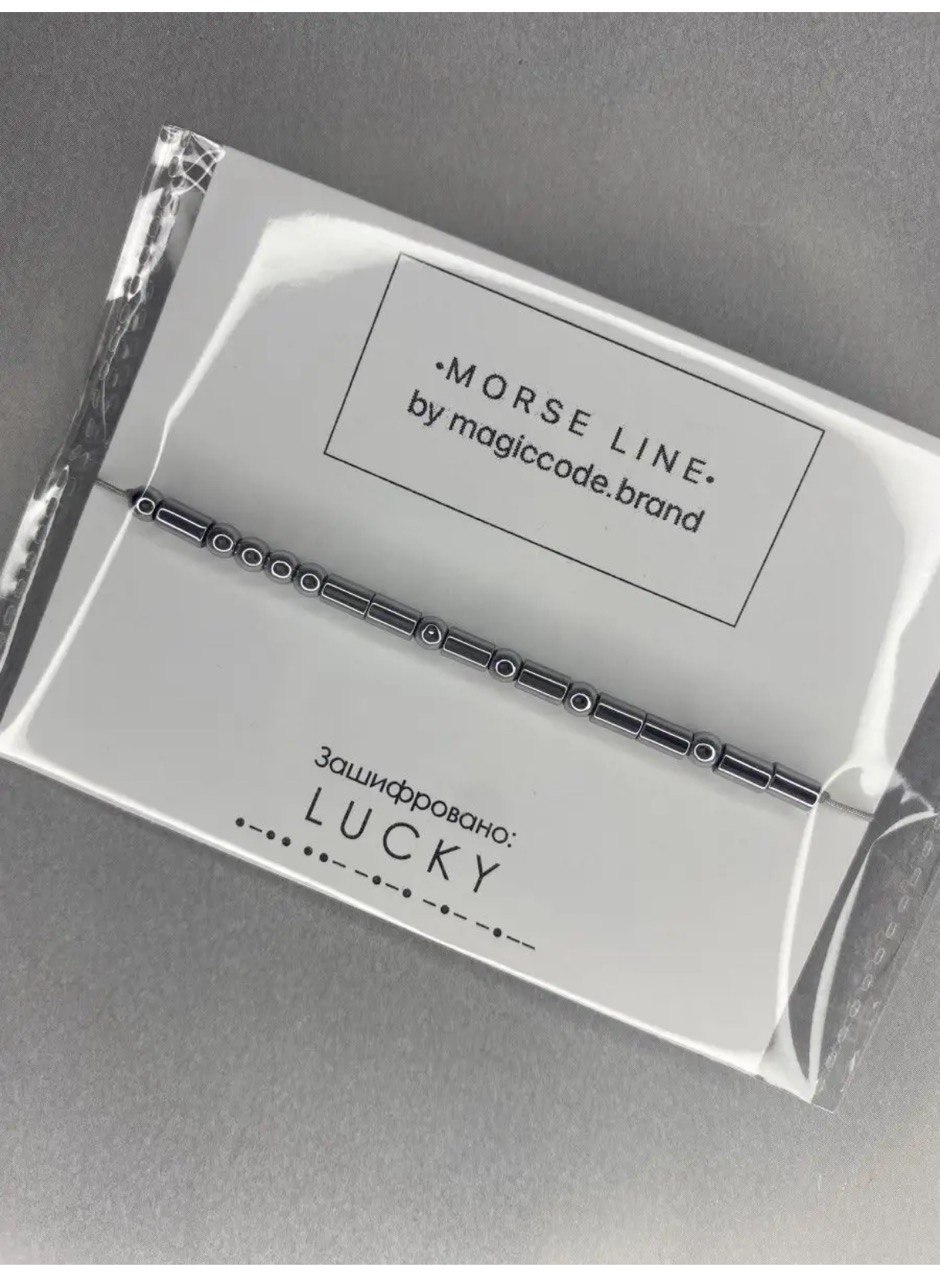 •MORSE LINE•
by magiccode.brand
Зашифровано:
LUCKY
•–•• ••– –•–• –•– –•––